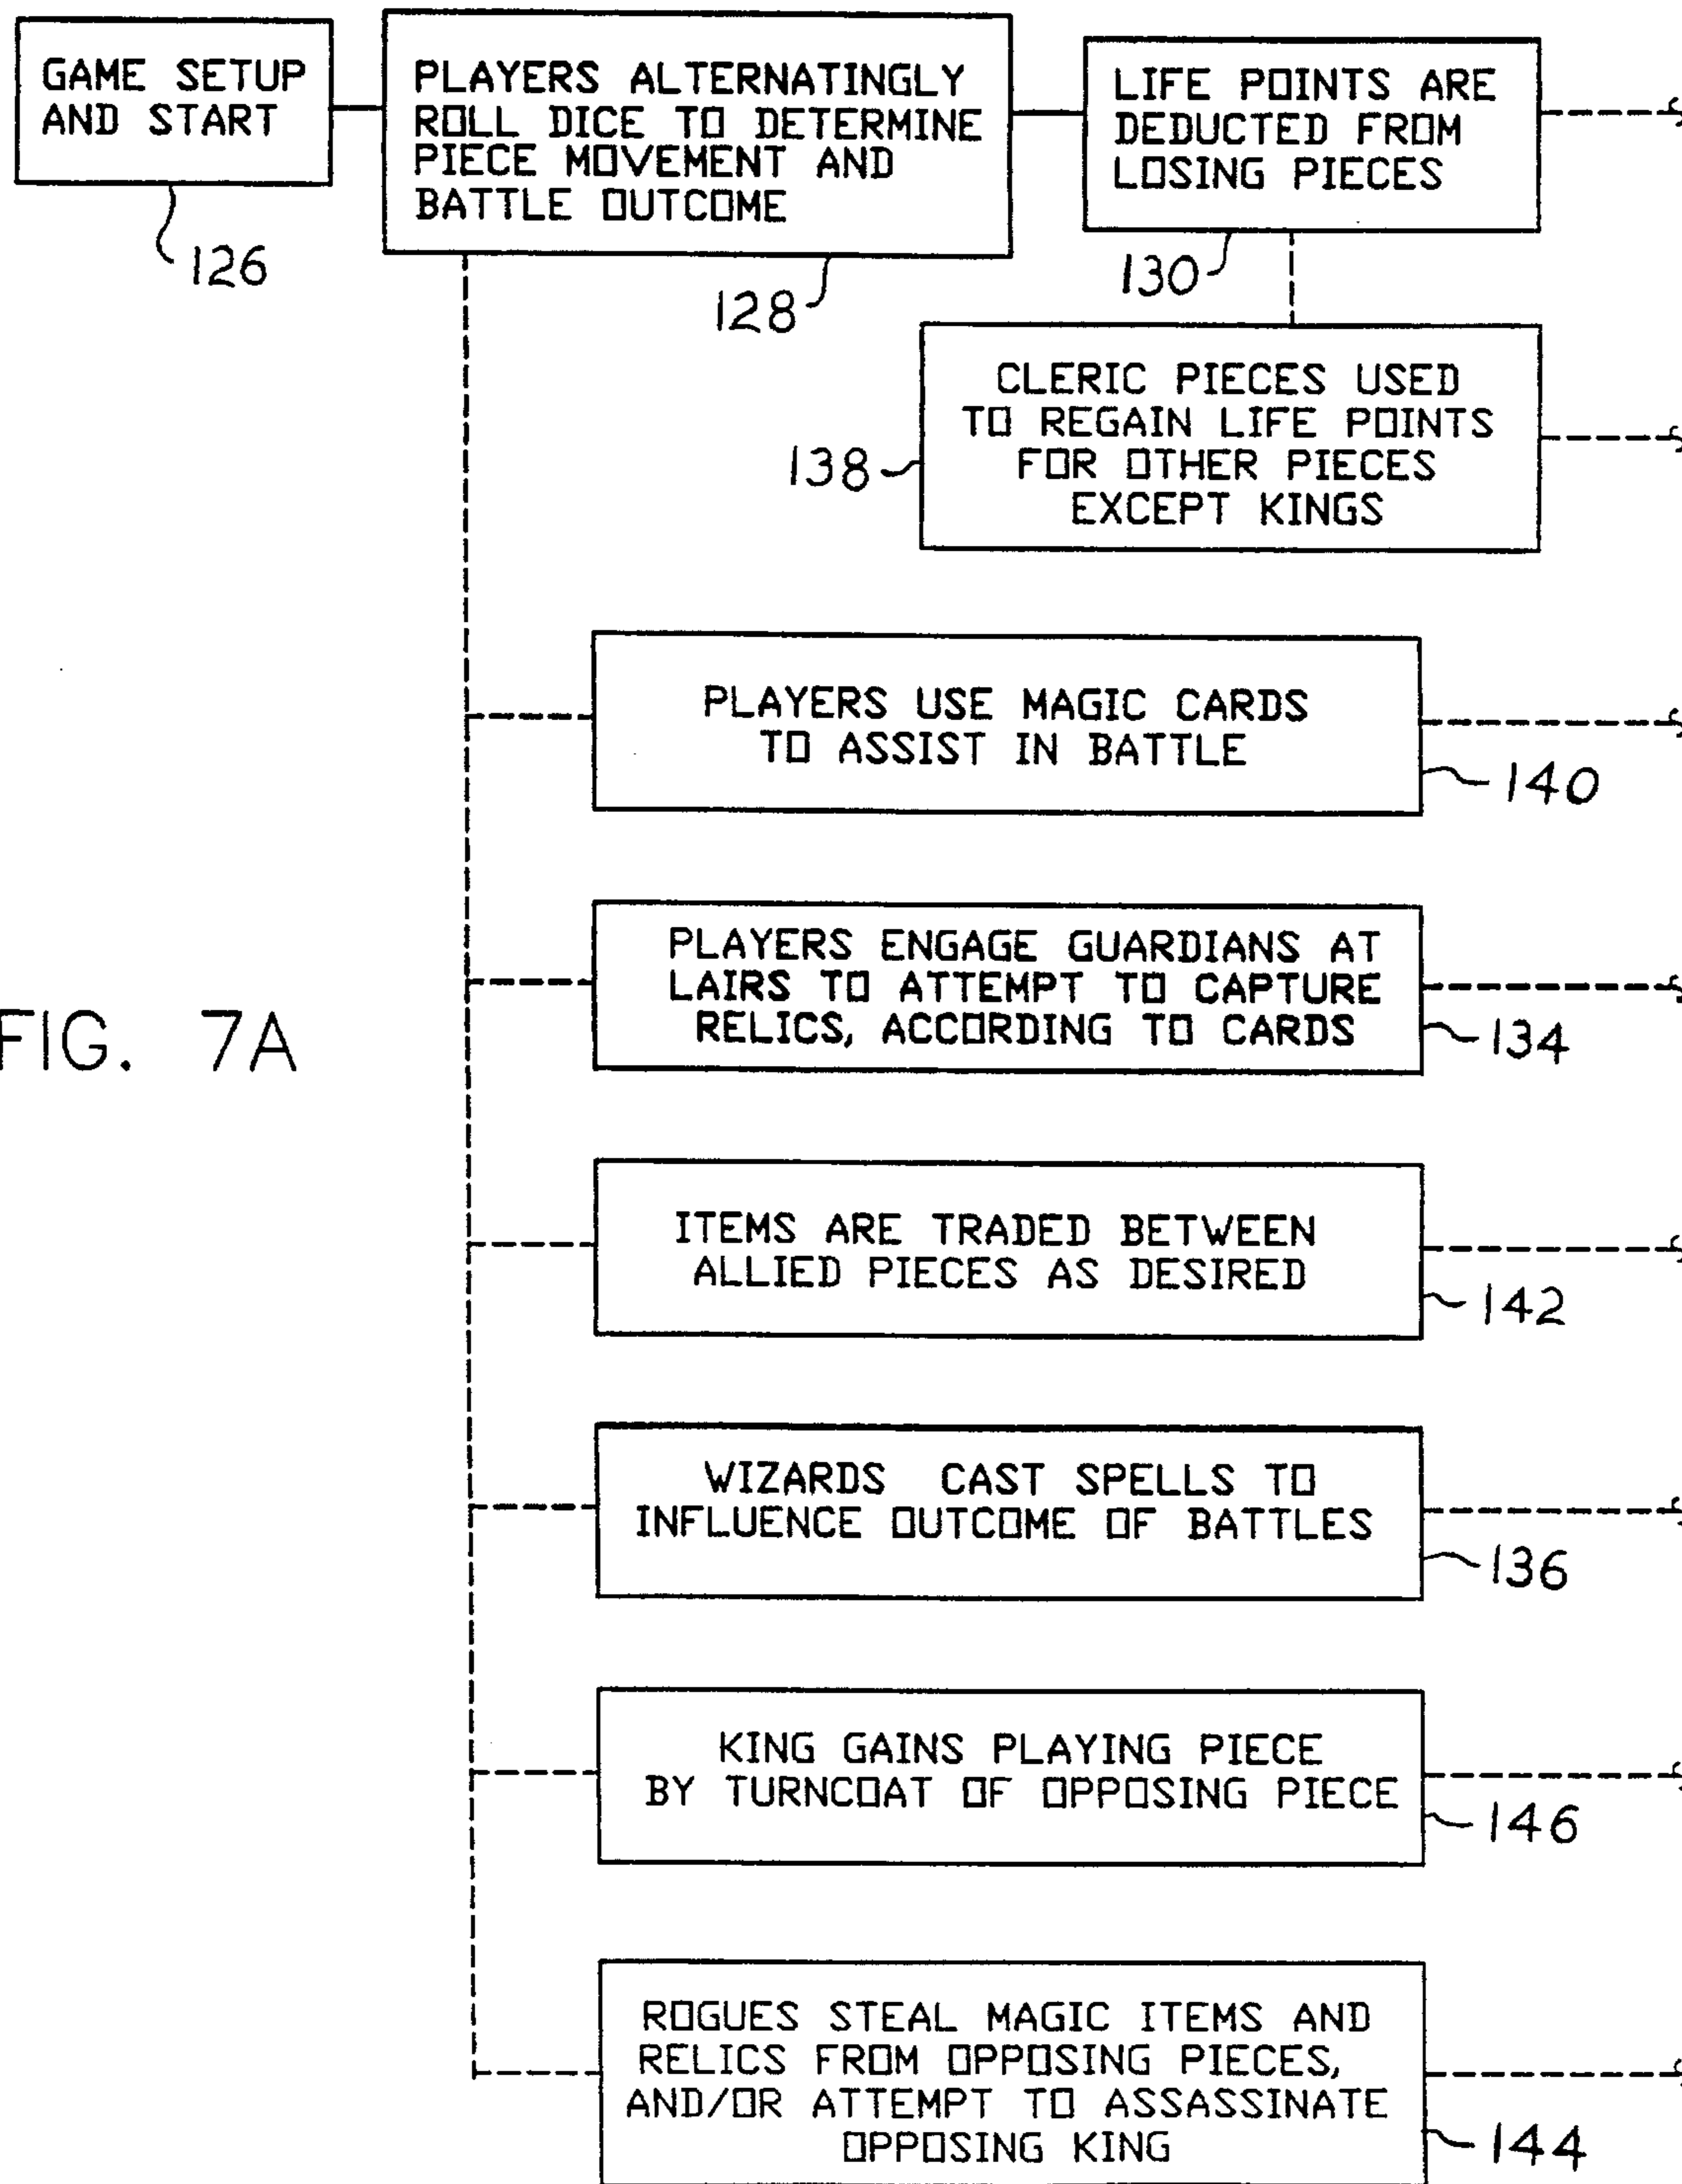 GAME SETUP
AND START
126
PLAYERS ALTERNATINGLY
ROLL DICE TO DETERMINE
PIECE MOVEMENT AND
BATTLE OUTCOME
128
LIFE POINTS ARE
DEDUCTED FROM
LOSING PIECES
130
CLERIC PIECES USED
TO REGAIN LIFE POINTS
FOR OTHER PIECES
EXCEPT KINGS
138
PLAYERS USE MAGIC CARDS
TO ASSIST IN BATTLE
140
PLAYERS ENGAGE GUARDIANS AT
LAIRS TO ATTEMPT TO CAPTURE
RELICS, ACCORDING TO CARDS
134
FIG. 7A
ITEMS ARE TRADED BETWEEN
ALLIED PIECES AS DESIRED
142
WIZARDS CAST SPELLS TO
INFLUENCE OUTCOME OF BATTLES
136
KING GAINS PLAYING PIECE
BY TURNCOAT OF OPPOSING PIECE
146
ROGUES STEAL MAGIC ITEMS AND
RELICS FROM OPPOSING PIECES,
AND/OR ATTEMPT TO ASSASSINATE
OPPOSING KING
144